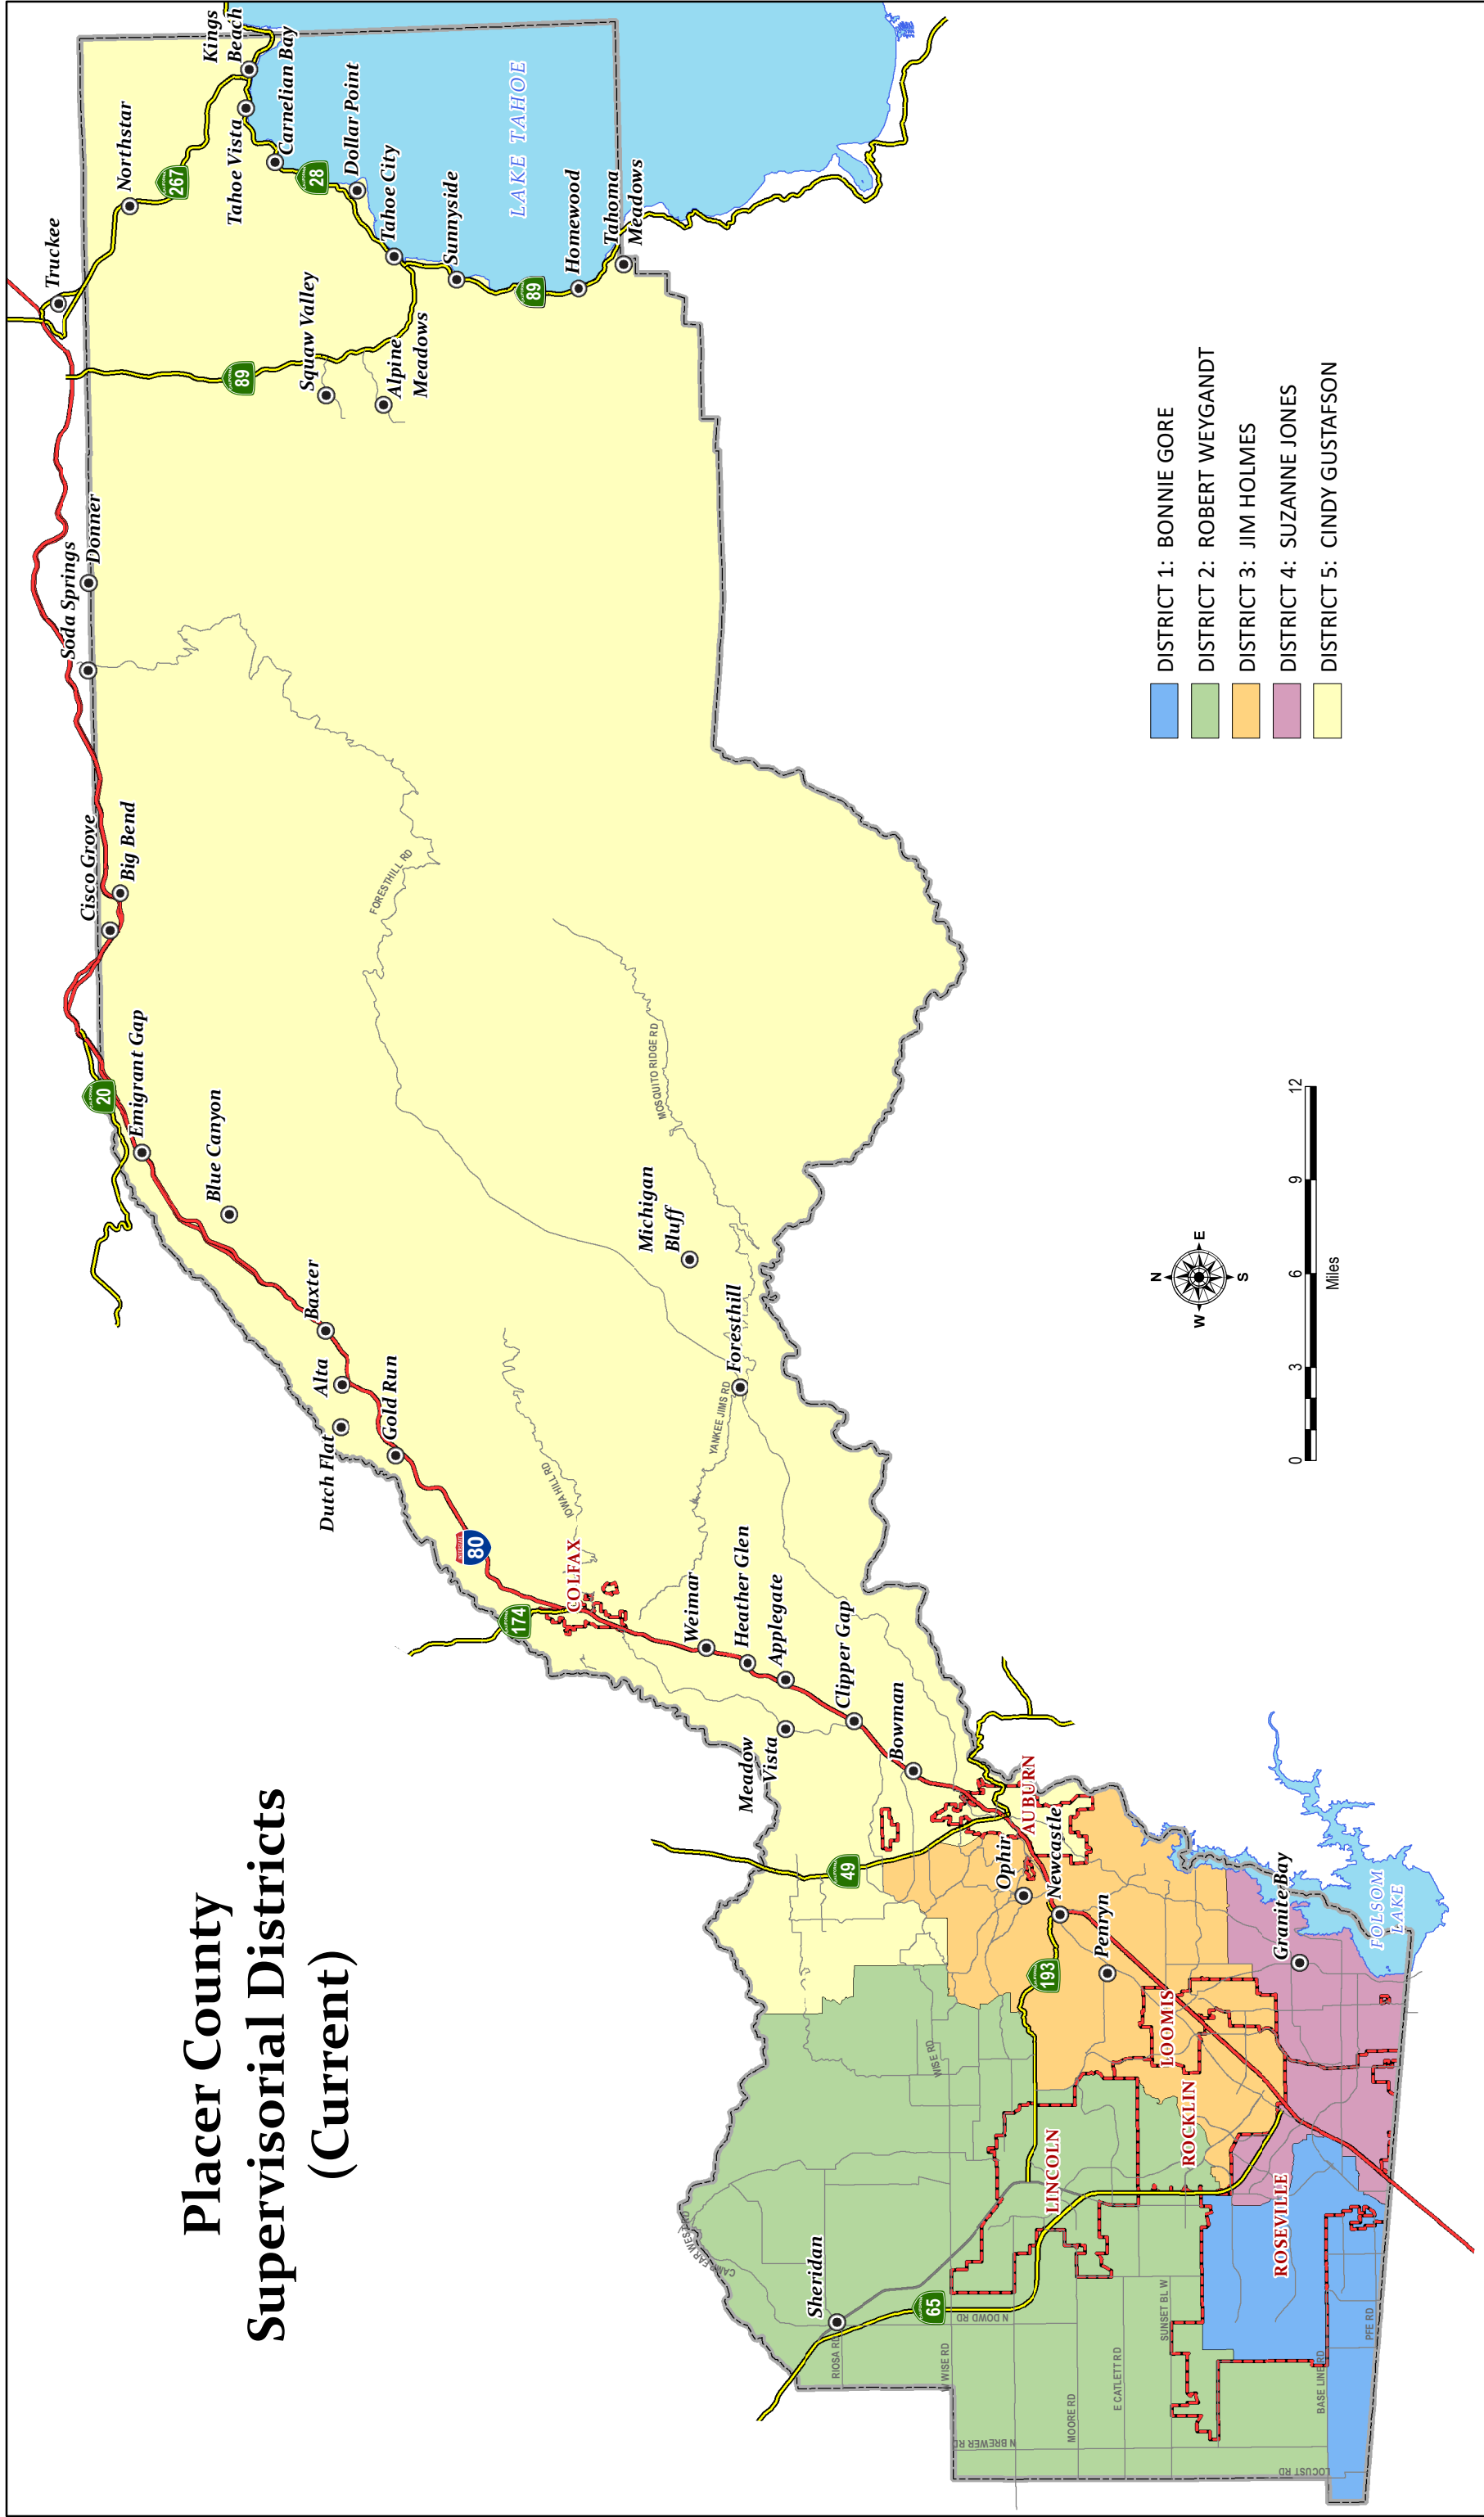 Placer County
Supervisorial Districts
(Current)
Truckee
Northstar
267
Kings
Beach
Tahoe Vista
Carnelian Bay
28
Dollar Point
Tahoe City
LAKE TAHOE
Sunnyside
89
Homewood
Tahoma
Meadows
89
Squaw Valley
Alpine
Meadows
Donner
Soda Springs
Cisco Grove
Big Bend
20
Emigrant Gap
Blue Canyon
FORESTHILL RD
MOSQUITO RIDGE RD
Michigan
Bluff
Baxter
Alta
Dutch Flat
Gold Run
Foresthill
YANKEE JIMS RD
IOWA HILL RD
80
174
COLFAX
Weimar
Heather Glen
Applegate
Clipper Gap
Meadow
Vista
Bowman
AUBURN
49
Ophir
Newcastle
193
Penryn
Granite Bay
FOLSOM
LAKE
LOOMIS
ROCKLIN
LINCOLN
ROSEVILLE
WISE RD
CAMP FAR WEST RD
Sheridan
65
RIOSA RD
N DOWD RD
W WISE RD
N BREWER RD
MOORE RD
E CATLETT RD
SUNSET BL W
BASE LINE RD
PFE RD
LOCUST RD
N
W E
S
0 3 6 9 12
Miles
DISTRICT 1: BONNIE GORE
DISTRICT 2: ROBERT WEYGANDT
DISTRICT 3: JIM HOLMES
DISTRICT 4: SUZANNE JONES
DISTRICT 5: CINDY GUSTAFSON